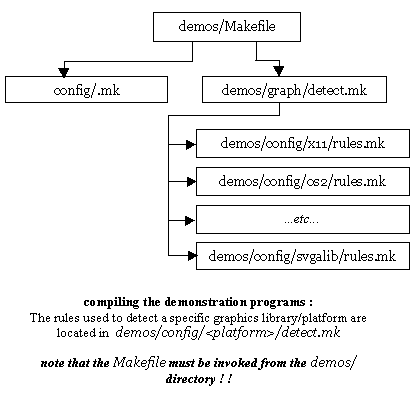 demos/Makefile
config/.mk
demos/graph/detect.mk
demos/config/x11/rules.mk
demos/config/os2/rules.mk
...etc...
demos/config/svgalib/rules.mk
compiling the demonstration programs :
The rules used to detect a specific graphics library/platform are
located in demos/config/<platform>/detect.mk
note that the Makefile must be invoked from the demos/
directory ! !